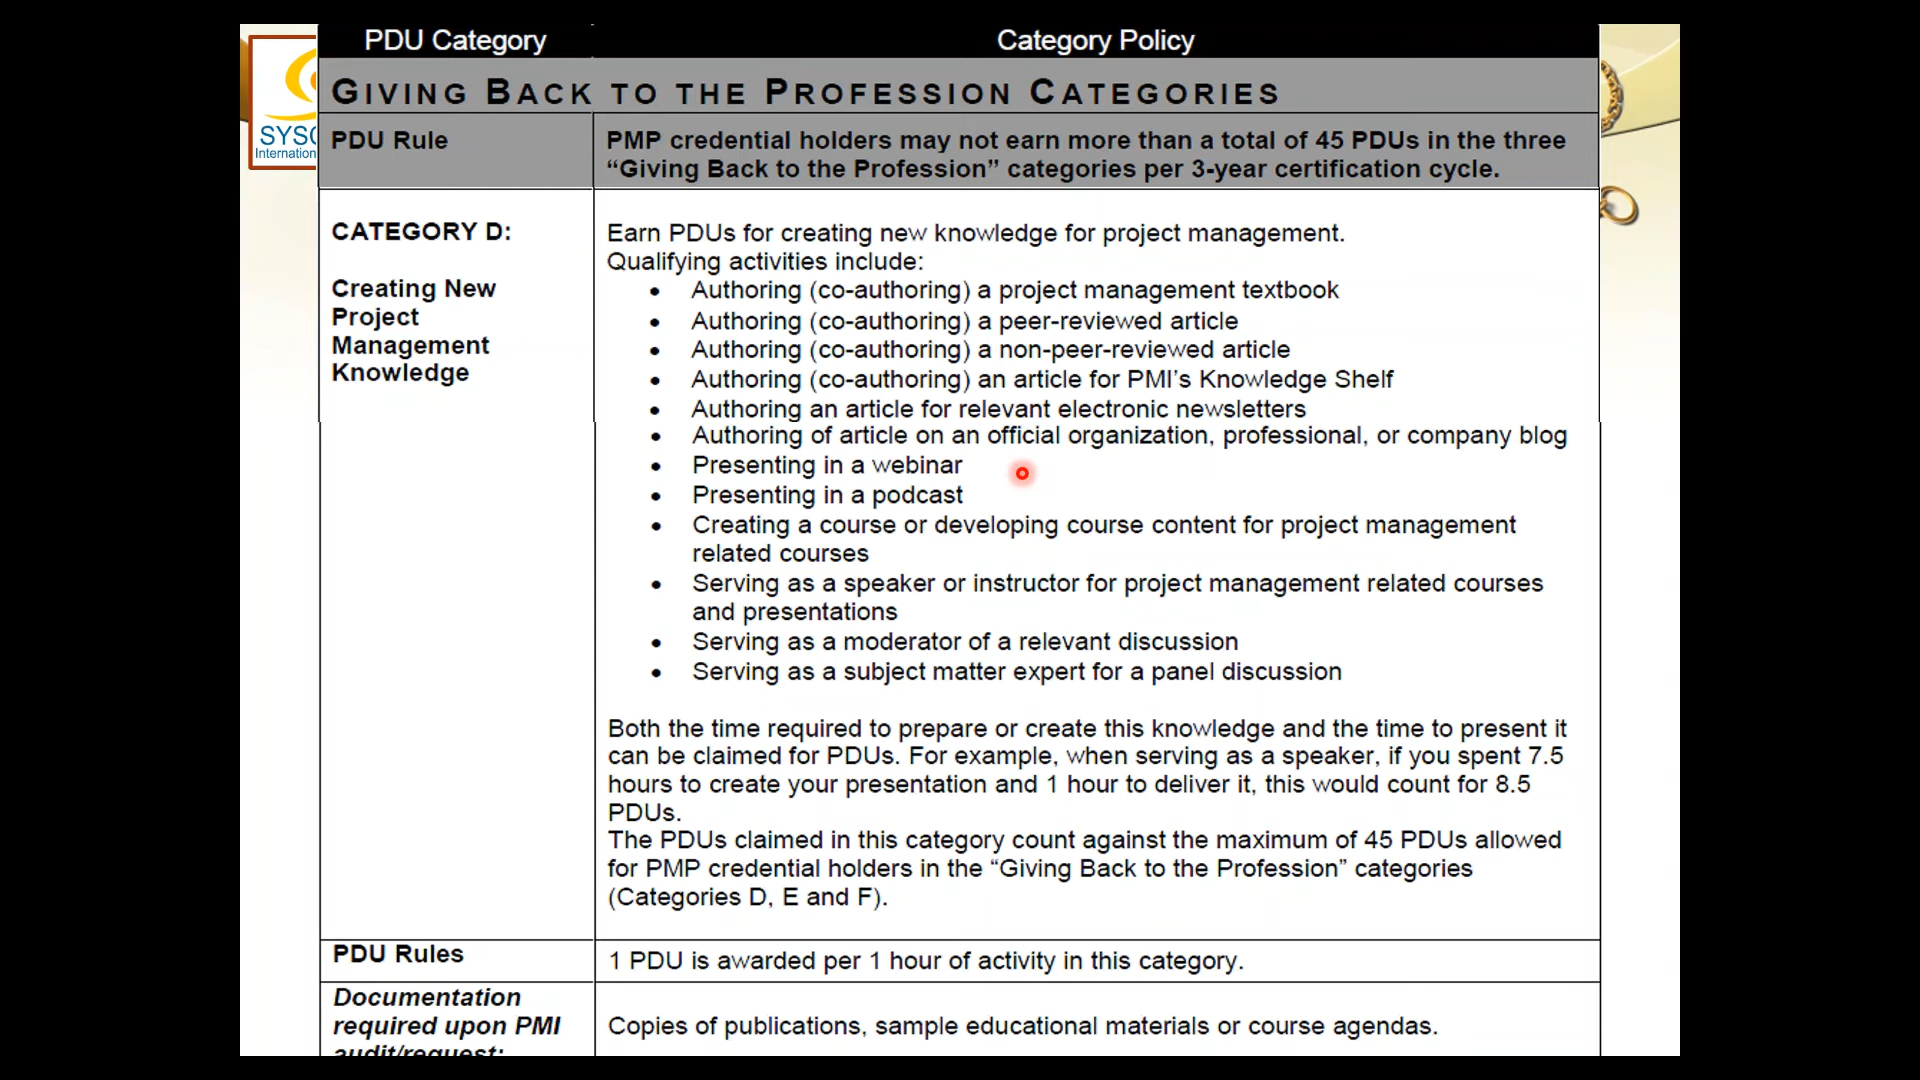 PDU Category
Category Policy
GIVING BACK TO THE PROFESSION CATEGORIES
SYSC
International
PDU Rule
PMP credential holders may not earn more than a total of 45 PDUs in the three
“Giving Back to the Profession” categories per 3-year certification cycle.
CATEGORY D:
Creating New
Project
Management
Knowledge
Earn PDUs for creating new knowledge for project management.
Qualifying activities include:
• Authoring (co-authoring) a project management textbook
• Authoring (co-authoring) a peer-reviewed article
• Authoring (co-authoring) a non-peer-reviewed article
• Authoring (co-authoring) an article for PMI’s Knowledge Shelf
• Authoring an article for relevant electronic newsletters
• Authoring of article on an official organization, professional, or company blog
• Presenting in a webinar
• Presenting in a podcast
• Creating a course or developing course content for project management
related courses
• Serving as a speaker or instructor for project management related courses
and presentations
• Serving as a moderator of a relevant discussion
• Serving as a subject matter expert for a panel discussion
Both the time required to prepare or create this knowledge and the time to present it
can be claimed for PDUs. For example, when serving as a speaker, if you spent 7.5
hours to create your presentation and 1 hour to deliver it, this would count for 8.5
PDUs.
The PDUs claimed in this category count against the maximum of 45 PDUs allowed
for PMP credential holders in the “Giving Back to the Profession” categories
(Categories D, E and F).
PDU Rules
1 PDU is awarded per 1 hour of activity in this category.
Documentation
required upon PMI
audit/request:
Copies of publications, sample educational materials or course agendas.